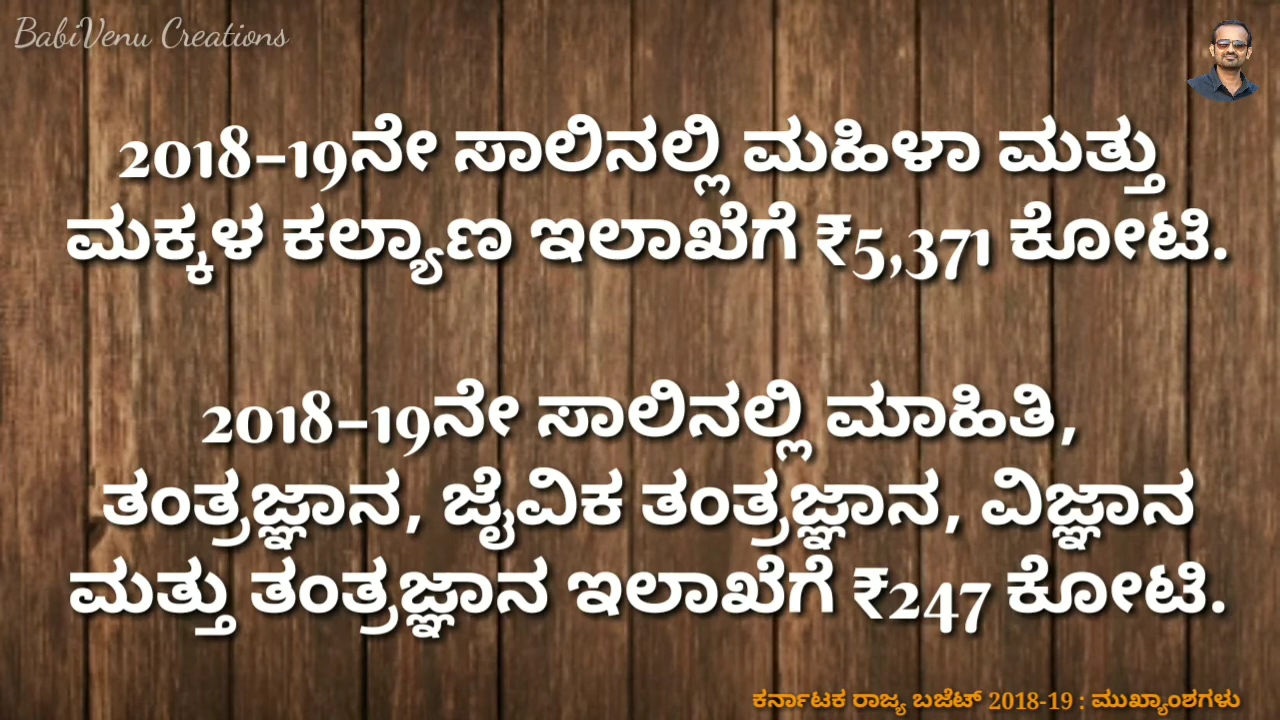 BabiVenu Creations
2018-19ನೇ ಸಾಲಿನಲ್ಲಿ ಮಹಿಳಾ ಮತ್ತು
ಮಕ್ಕಳ ಕಲ್ಯಾಣ ಇಲಾಖೆಗೆ ₹5,371 ಕೋಟಿ.
2018-19ನೇ ಸಾಲಿನಲ್ಲಿ ಮಾಹಿತಿ,
ತಂತ್ರಜ್ಞಾನ, ಜೈವಿಕ ತಂತ್ರಜ್ಞಾನ, ವಿಜ್ಞಾನ
ಮತ್ತು ತಂತ್ರಜ್ಞಾನ ಇಲಾಖೆಗೆ ₹247 ಕೋಟಿ.
ಕರ್ನಾಟಕ ರಾಜ್ಯ ಬಜೆಟ್ 2018-19 : ಮುಖ್ಯಾಂಶಗಳು